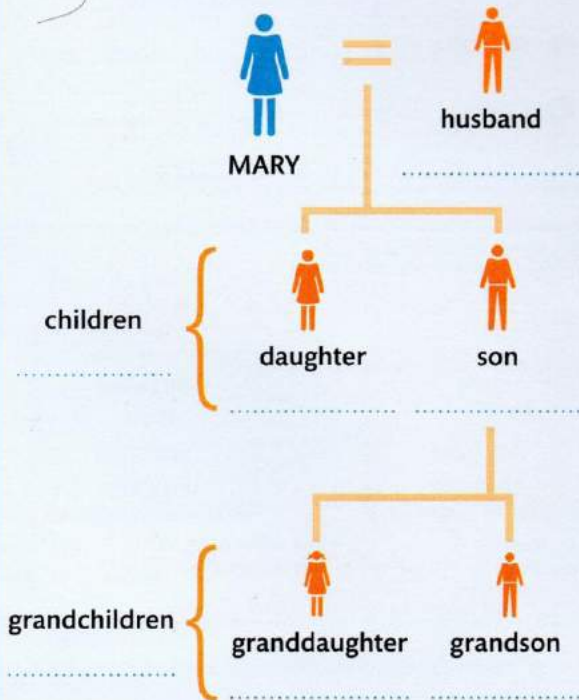 husband
MARY
children
daughter
son
grandchildren
granddaughter
grandson